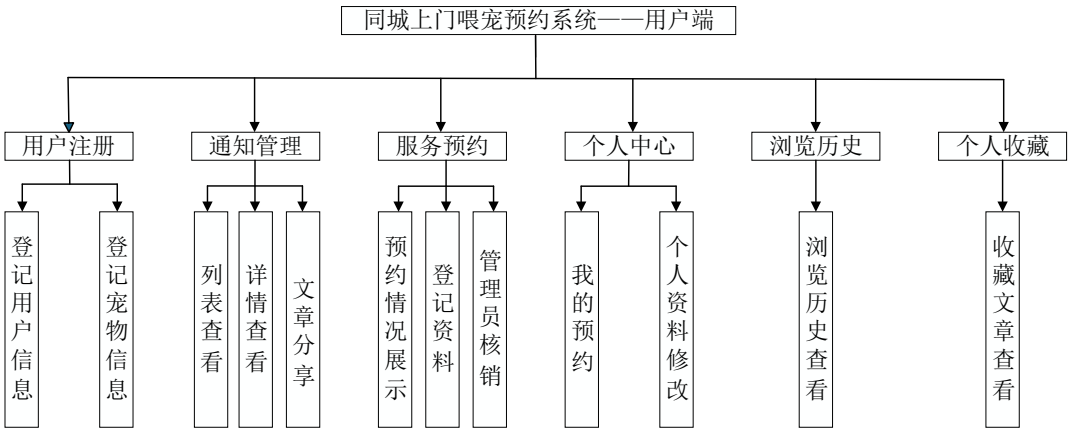 同城上门喂宠预约系统——用户端
用户注册
通知管理
服务预约
个人中心
浏览历史
个人收藏
登记用户信息
登记宠物信息
列表查看
详情查看
文章分享
预约情况展示
登记资料
管理员核销
我的预约
个人资料修改
浏览历史查看
收藏文章查看